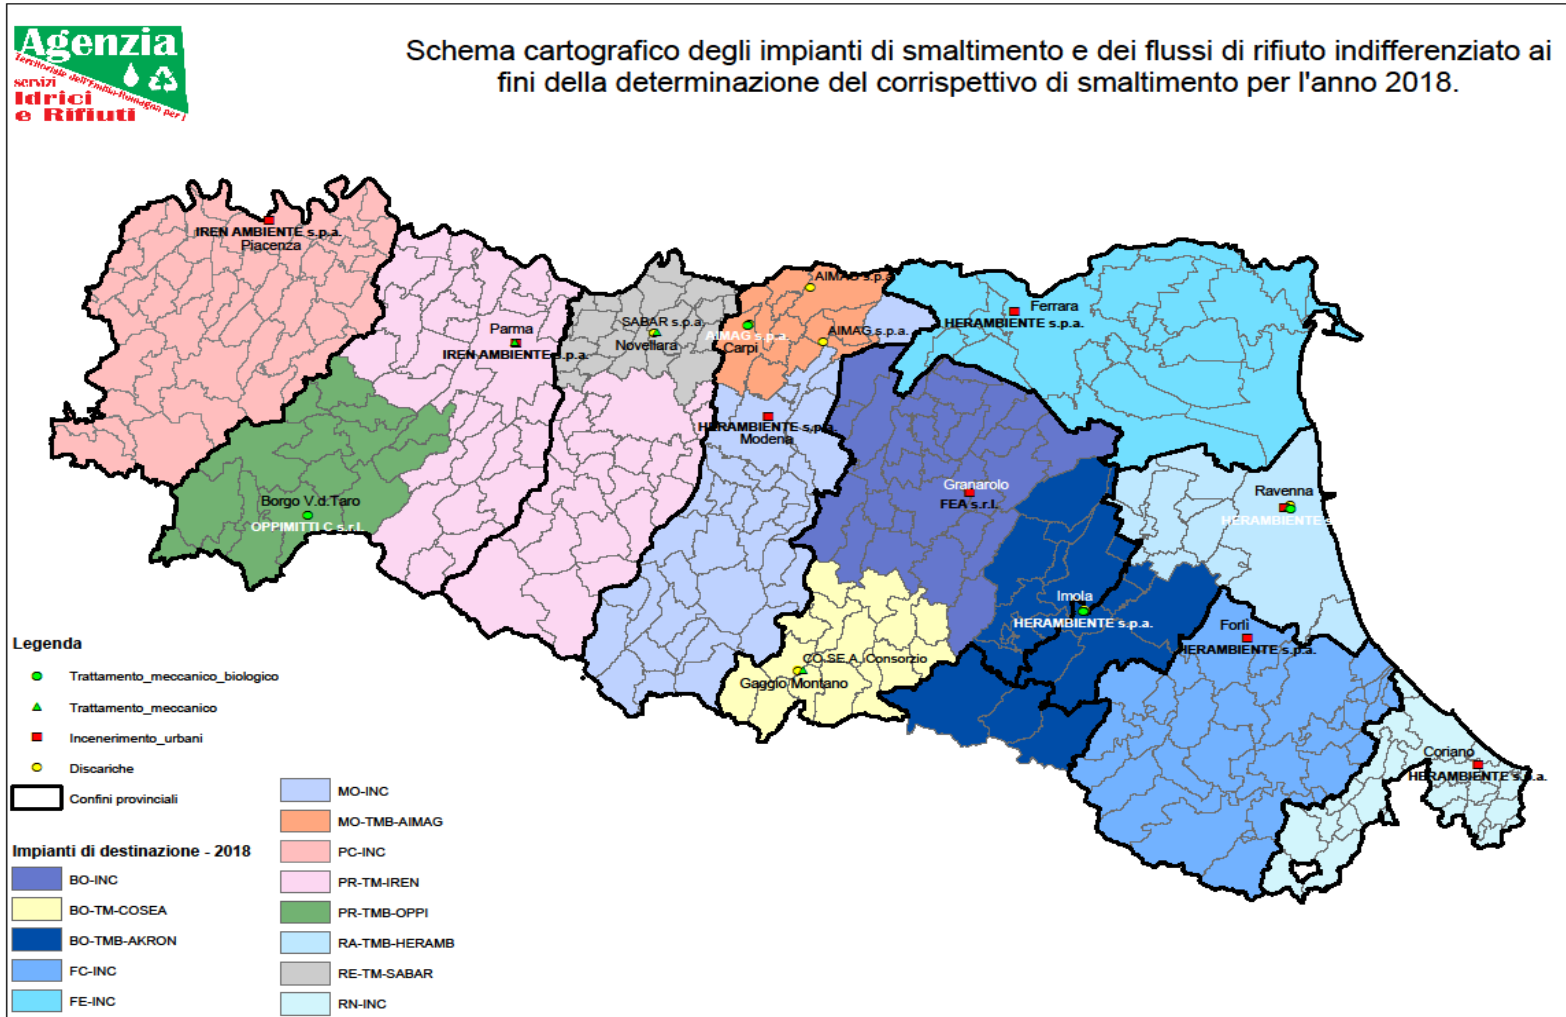 Agenzia
Territoriale dell'Emilia-Romagna per i
servizi
Idrici
e Rifiuti
Schema cartografico degli impianti di smaltimento e dei flussi di rifiuto indifferenziato ai
fini della determinazione del corrispettivo di smaltimento per l'anno 2018.
IREN AMBIENTE s.p.a.
Piacenza
Parma
IREN AMBIENTE s.p.a.
SABAR s.p.a.
Novellara
AIMAG s.p.a.
AIMAG s.p.a.
Carpi
AIMAG s.p.a.
Ferrara
HERAMBIENTE s.p.a.
HERAMBIENTE s.p.a.
Modena
Granarolo
FEA s.r.l.
Ravenna
HERAMBIENTE s.
Borgo V.d.Taro
OPPIMITTI C s.r.l.
Imola
HERAMBIENTE s.p.a.
Forlì
HERAMBIENTE s.p.a.
CO.SE.A. Consorzio
Gaggio Montano
Coriano
HERAMBIENTE s.p.a.
Legenda
Trattamento_meccanico_biologico
Trattamento_meccanico
Incenerimento_urbani
Discariche
Confini provinciali
Impianti di destinazione - 2018
BO-INC
BO-TM-COSEA
BO-TMB-AKRON
FC-INC
FE-INC
MO-INC
MO-TMB-AIMAG
PC-INC
PR-TM-IREN
PR-TMB-OPPI
RA-TMB-HERAMB
RE-TM-SABAR
RN-INC